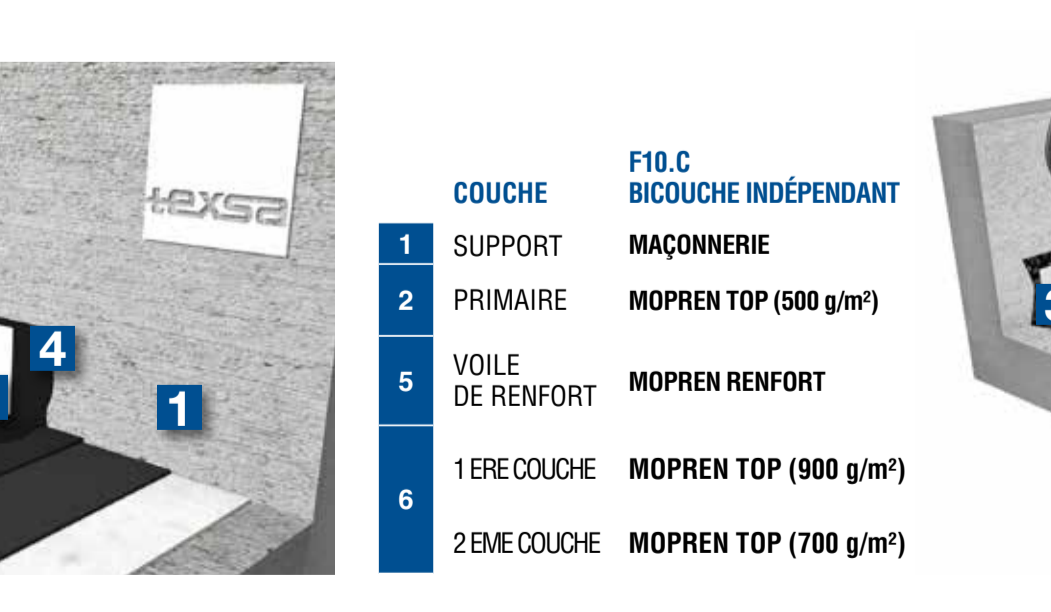 texsa
4
1
COUCHE
F10.C
BICOUCHE INDÉPENDANT
1 SUPPORT MAÇONNERIE
2 PRIMAIRE MOPREN TOP (500 g/m²)
5 VOILE
DE RENFORT MOPREN RENFORT
6
1 ERE COUCHE MOPREN TOP (900 g/m²)
2 EME COUCHE MOPREN TOP (700 g/m²)
3